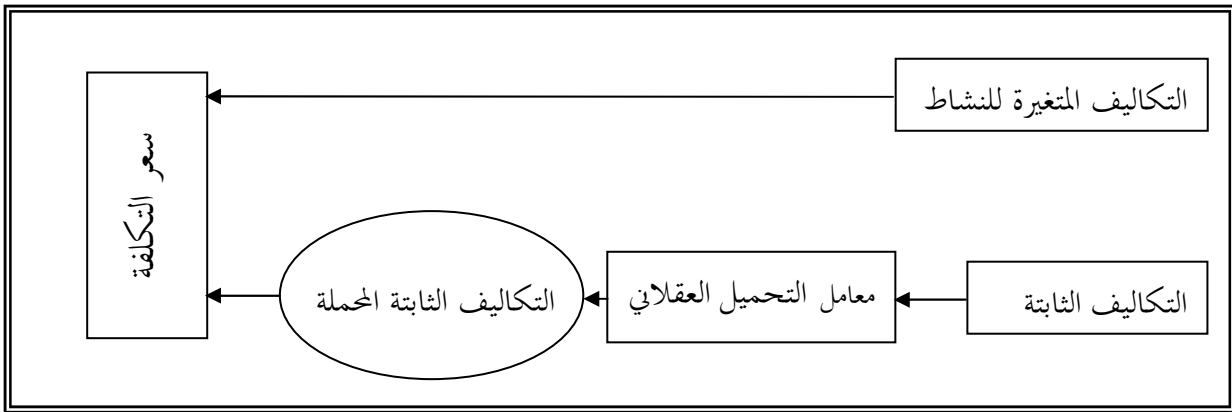 التكاليف المتغيرة للنشاط
سعر التكلفة
التكاليف الثابتة
معامل التحميل العقلاني
التكاليف الثابتة المحملة